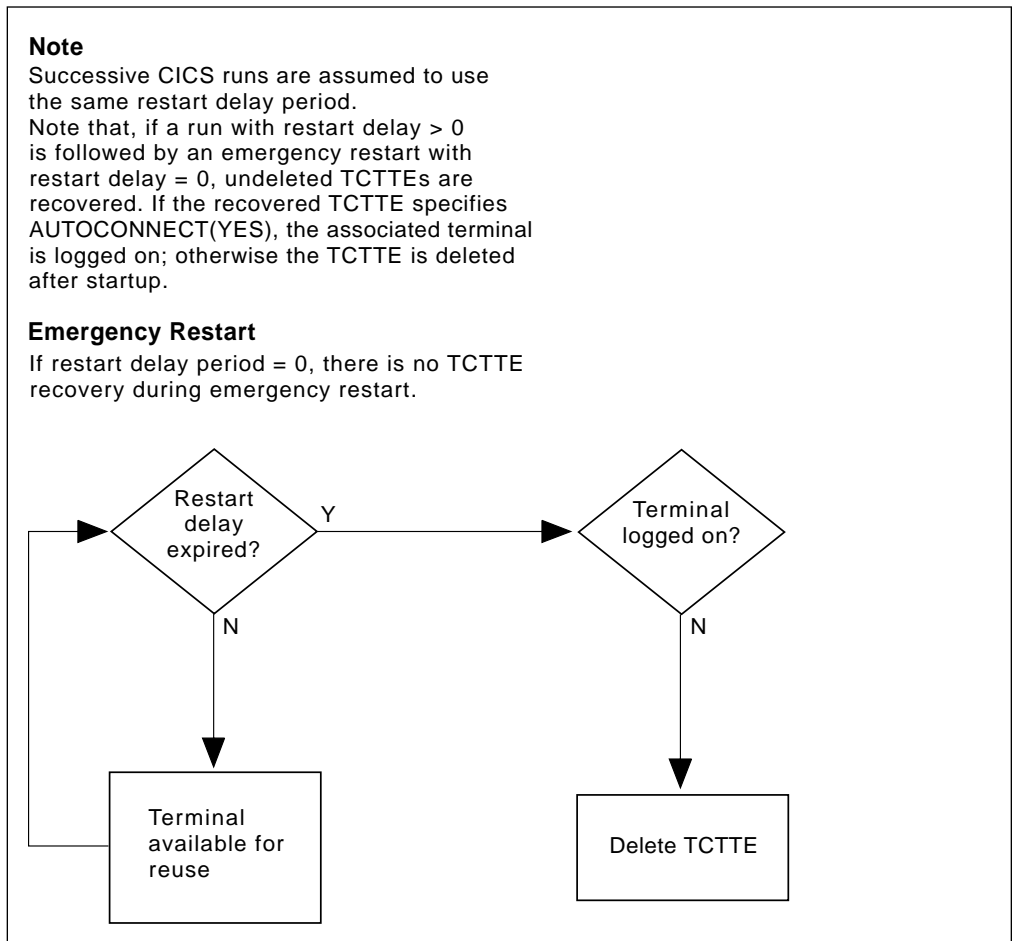 Note
Successive CICS runs are assumed to use
the same restart delay period.
Note that, if a run with restart delay > 0
is followed by an emergency restart with
restart delay = 0, undeleted TCTTEs are
recovered. If the recovered TCTTE specifies
AUTOCONNECT(YES), the associated terminal
is logged on; otherwise the TCTTE is deleted
after startup.
Emergency Restart
If restart delay period = 0, there is no TCTTE
recovery during emergency restart.
Restart
delay
expired?
Y
Terminal
logged on?
N
N
Terminal
available for
reuse
Delete TCTTE